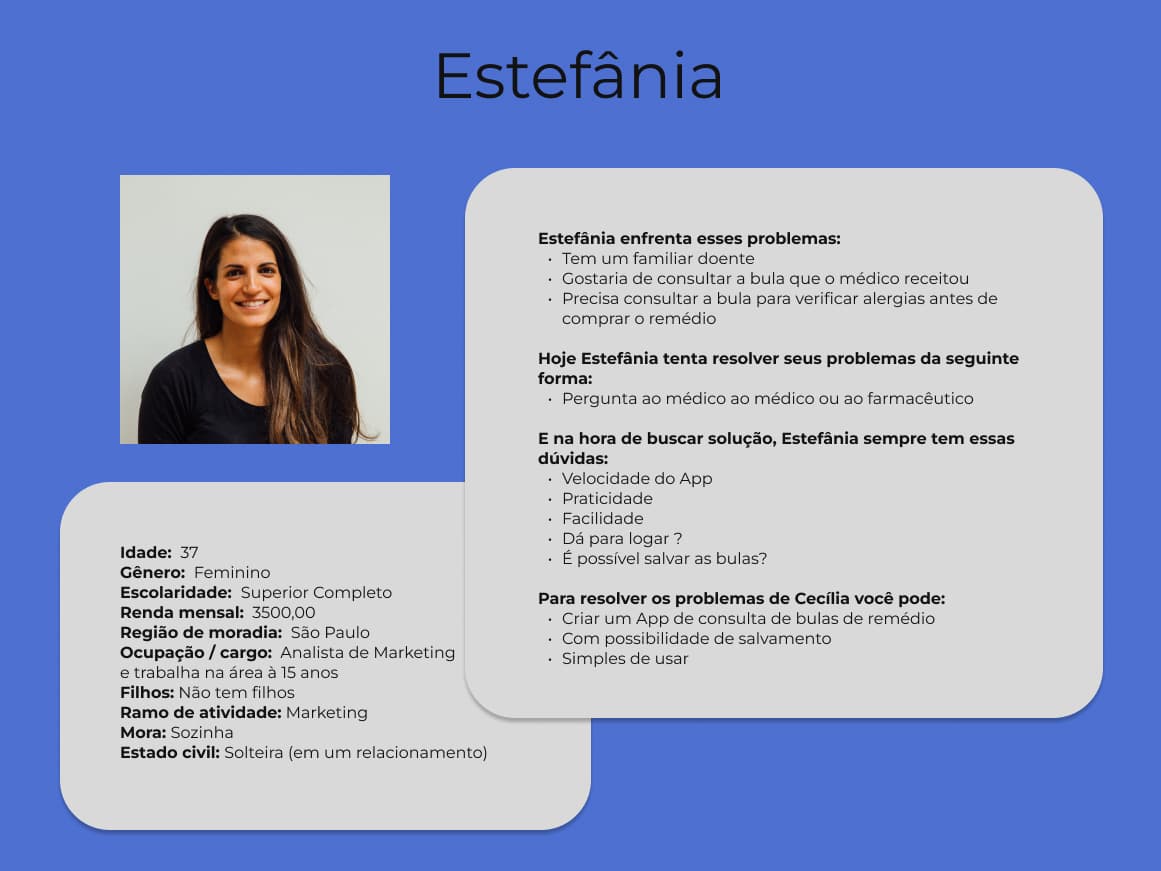 Estefânia
Estefânia enfrenta esses problemas:
• Tem um familiar doente
• Gostaria de consultar a bula que o médico receitou
• Precisa consultar a bula para verificar alergias antes de
comprar o remédio
Hoje Estefânia tenta resolver seus problemas da seguinte
forma:
• Pergunta ao médico ao médico ou ao farmacêutico
E na hora de buscar solução, Estefânia sempre tem essas
dúvidas:
• Velocidade do App
• Praticidade
• Facilidade
• Dá para logar ?
• É possível salvar as bulas?
Para resolver os problemas de Cecília você pode:
• Criar um App de consulta de bulas de remédio
• Com possibilidade de salvamento
• Simples de usar
Idade: 37
Gênero: Feminino
Escolaridade: Superior Completo
Renda mensal: 3500,00
Região de moradia: São Paulo
Ocupação / cargo: Analista de Marketing
e trabalha na área à 15 anos
Filhos: Não tem filhos
Ramo de atividade: Marketing
Mora: Sozinha
Estado civil: Solteira (em um relacionamento)